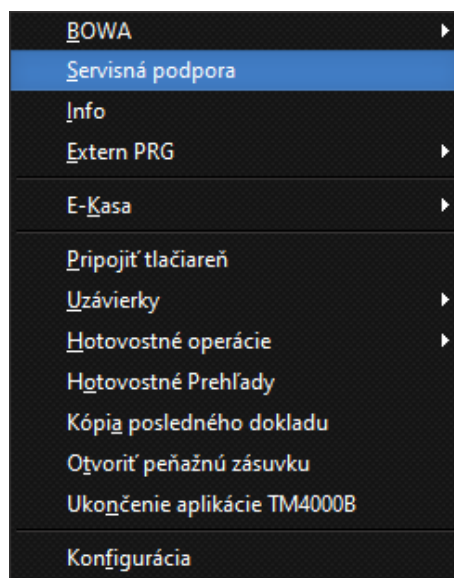 BOWA
Servisná podpora
Info
Extern PRG
E-Kasa
Pripojiť tlačiareň
Uzávierky
Hotovostné operácie
Hotovostné Prehľady
Kópia posledného dokladu
Otvoriť peňažnú zásuvku
Ukončenie aplikácie TM4000B
Konfigurácia